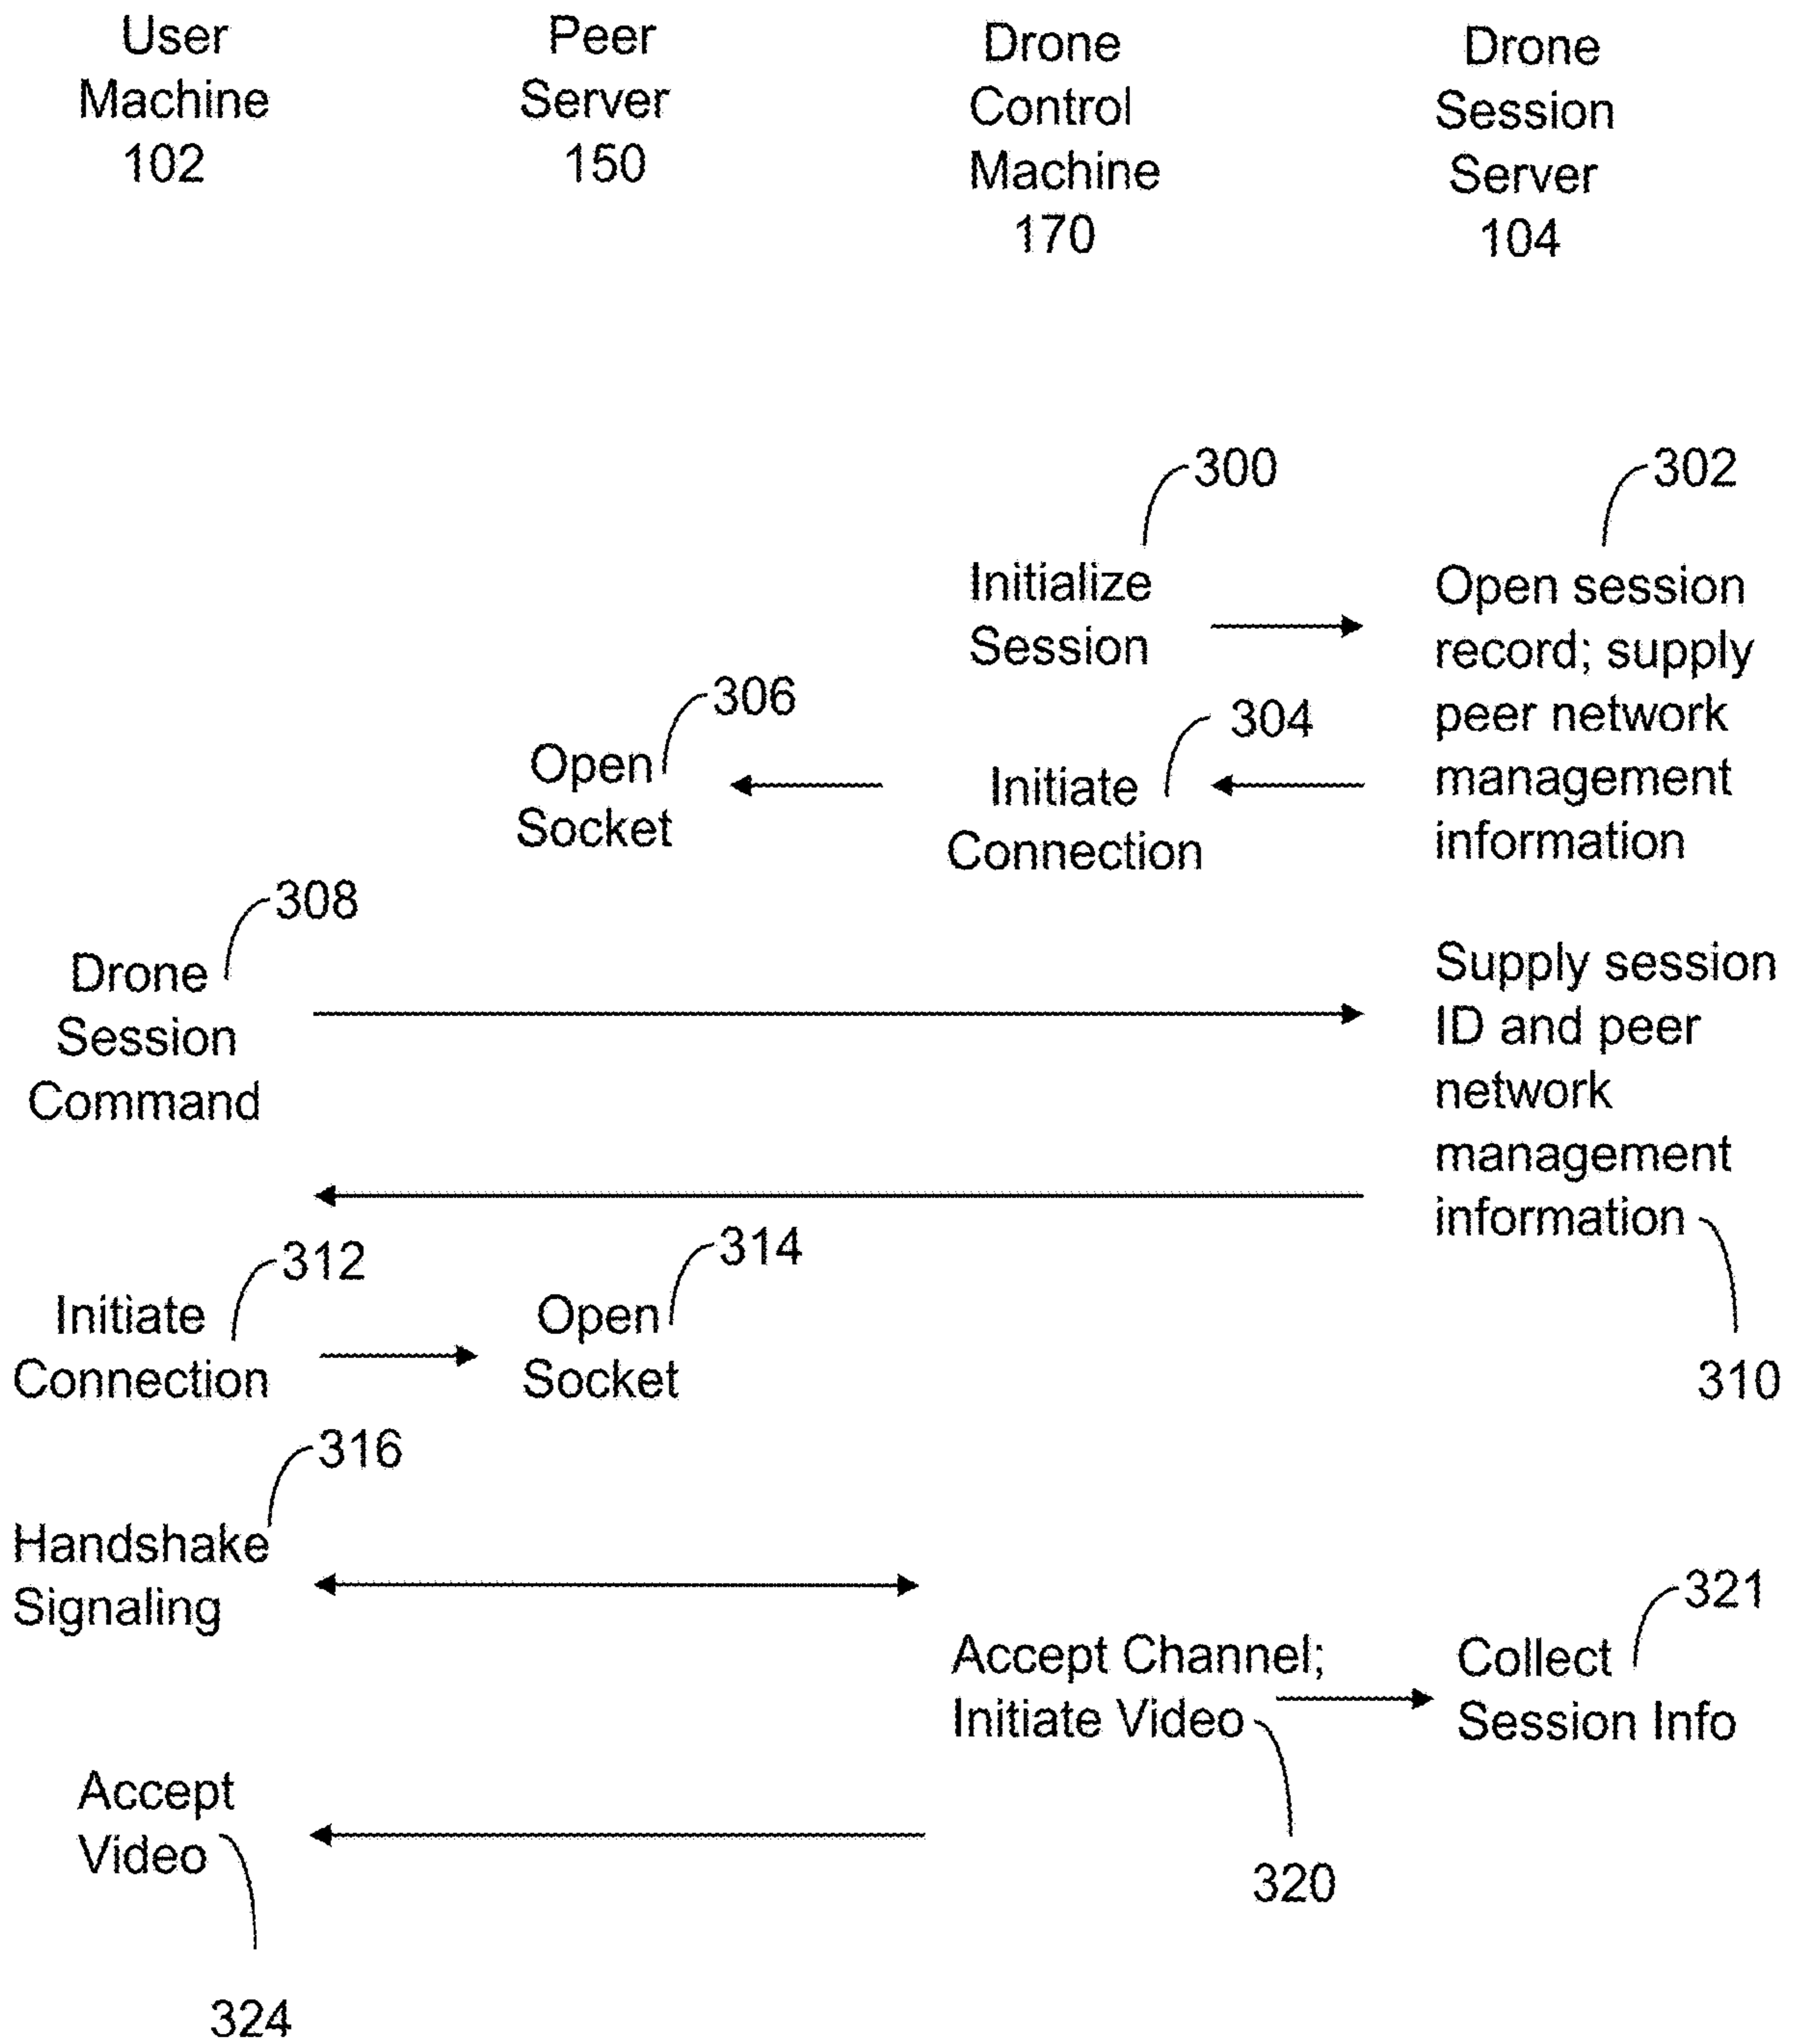 User
Machine
102
Peer
Server
150
Drone
Control
Machine
170
Drone
Session
Server
104
300
302
Initialize
Session
Open session
record; supply
peer network
management
information
306
304
Open
Socket
Initiate
Connection
308
Drone
Session
Command
Supply session
ID and peer
network
management
information
312
314
Initiate
Connection
Open
Socket
310
316
Handshake
Signaling
321
Accept Channel;
Initiate Video
Collect
Session Info
Accept
Video
320
324